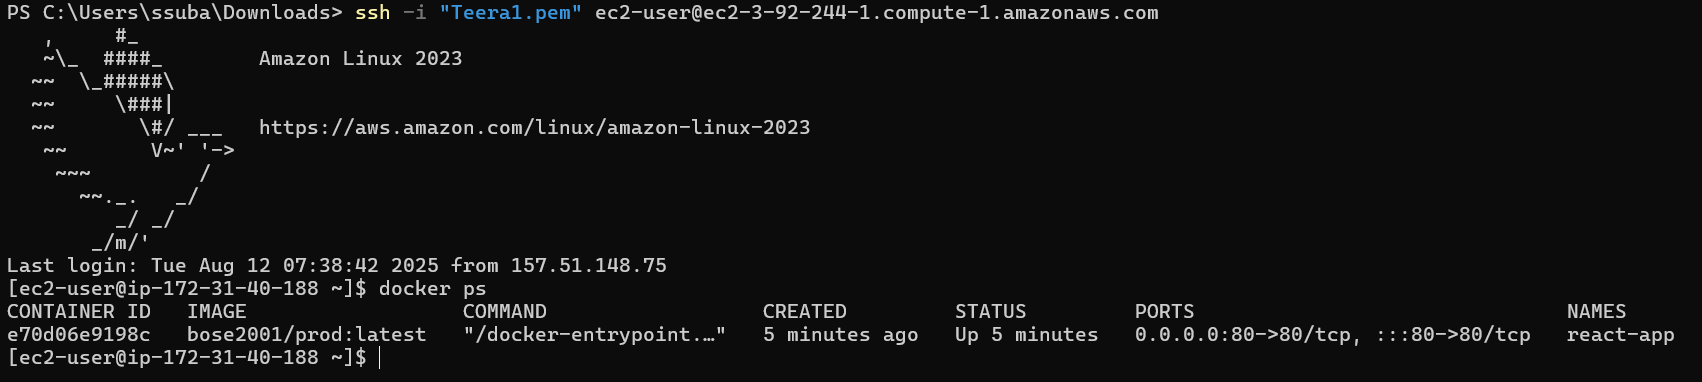 PS C:\Users\ssuba\Downloads> ssh -i "Teera1.pem" ec2-user@ec2-3-92-244-1.compute-1.amazonaws.com
   ,     #_
   ~\_  ####_        Amazon Linux 2023
  ~~  \_#####\
  ~~     \###|
  ~~       \#/ ___   https://aws.amazon.com/linux/amazon-linux-2023
   ~~       V~' '->
    ~~~         /
      ~~._.   _/
         _/ _/
       _/m/'
Last login: Tue Aug 12 07:38:42 2025 from 157.51.148.75
[ec2-user@ip-172-31-40-188 ~]$ docker ps
CONTAINER ID   IMAGE                  COMMAND                  CREATED         STATUS         PORTS                               NAMES
e70d06e9198c   bose2001/prod:latest   "/docker-entrypoint.…"   5 minutes ago   Up 5 minutes   0.0.0.0:80->80/tcp, :::80->80/tcp   react-app
[ec2-user@ip-172-31-40-188 ~]$